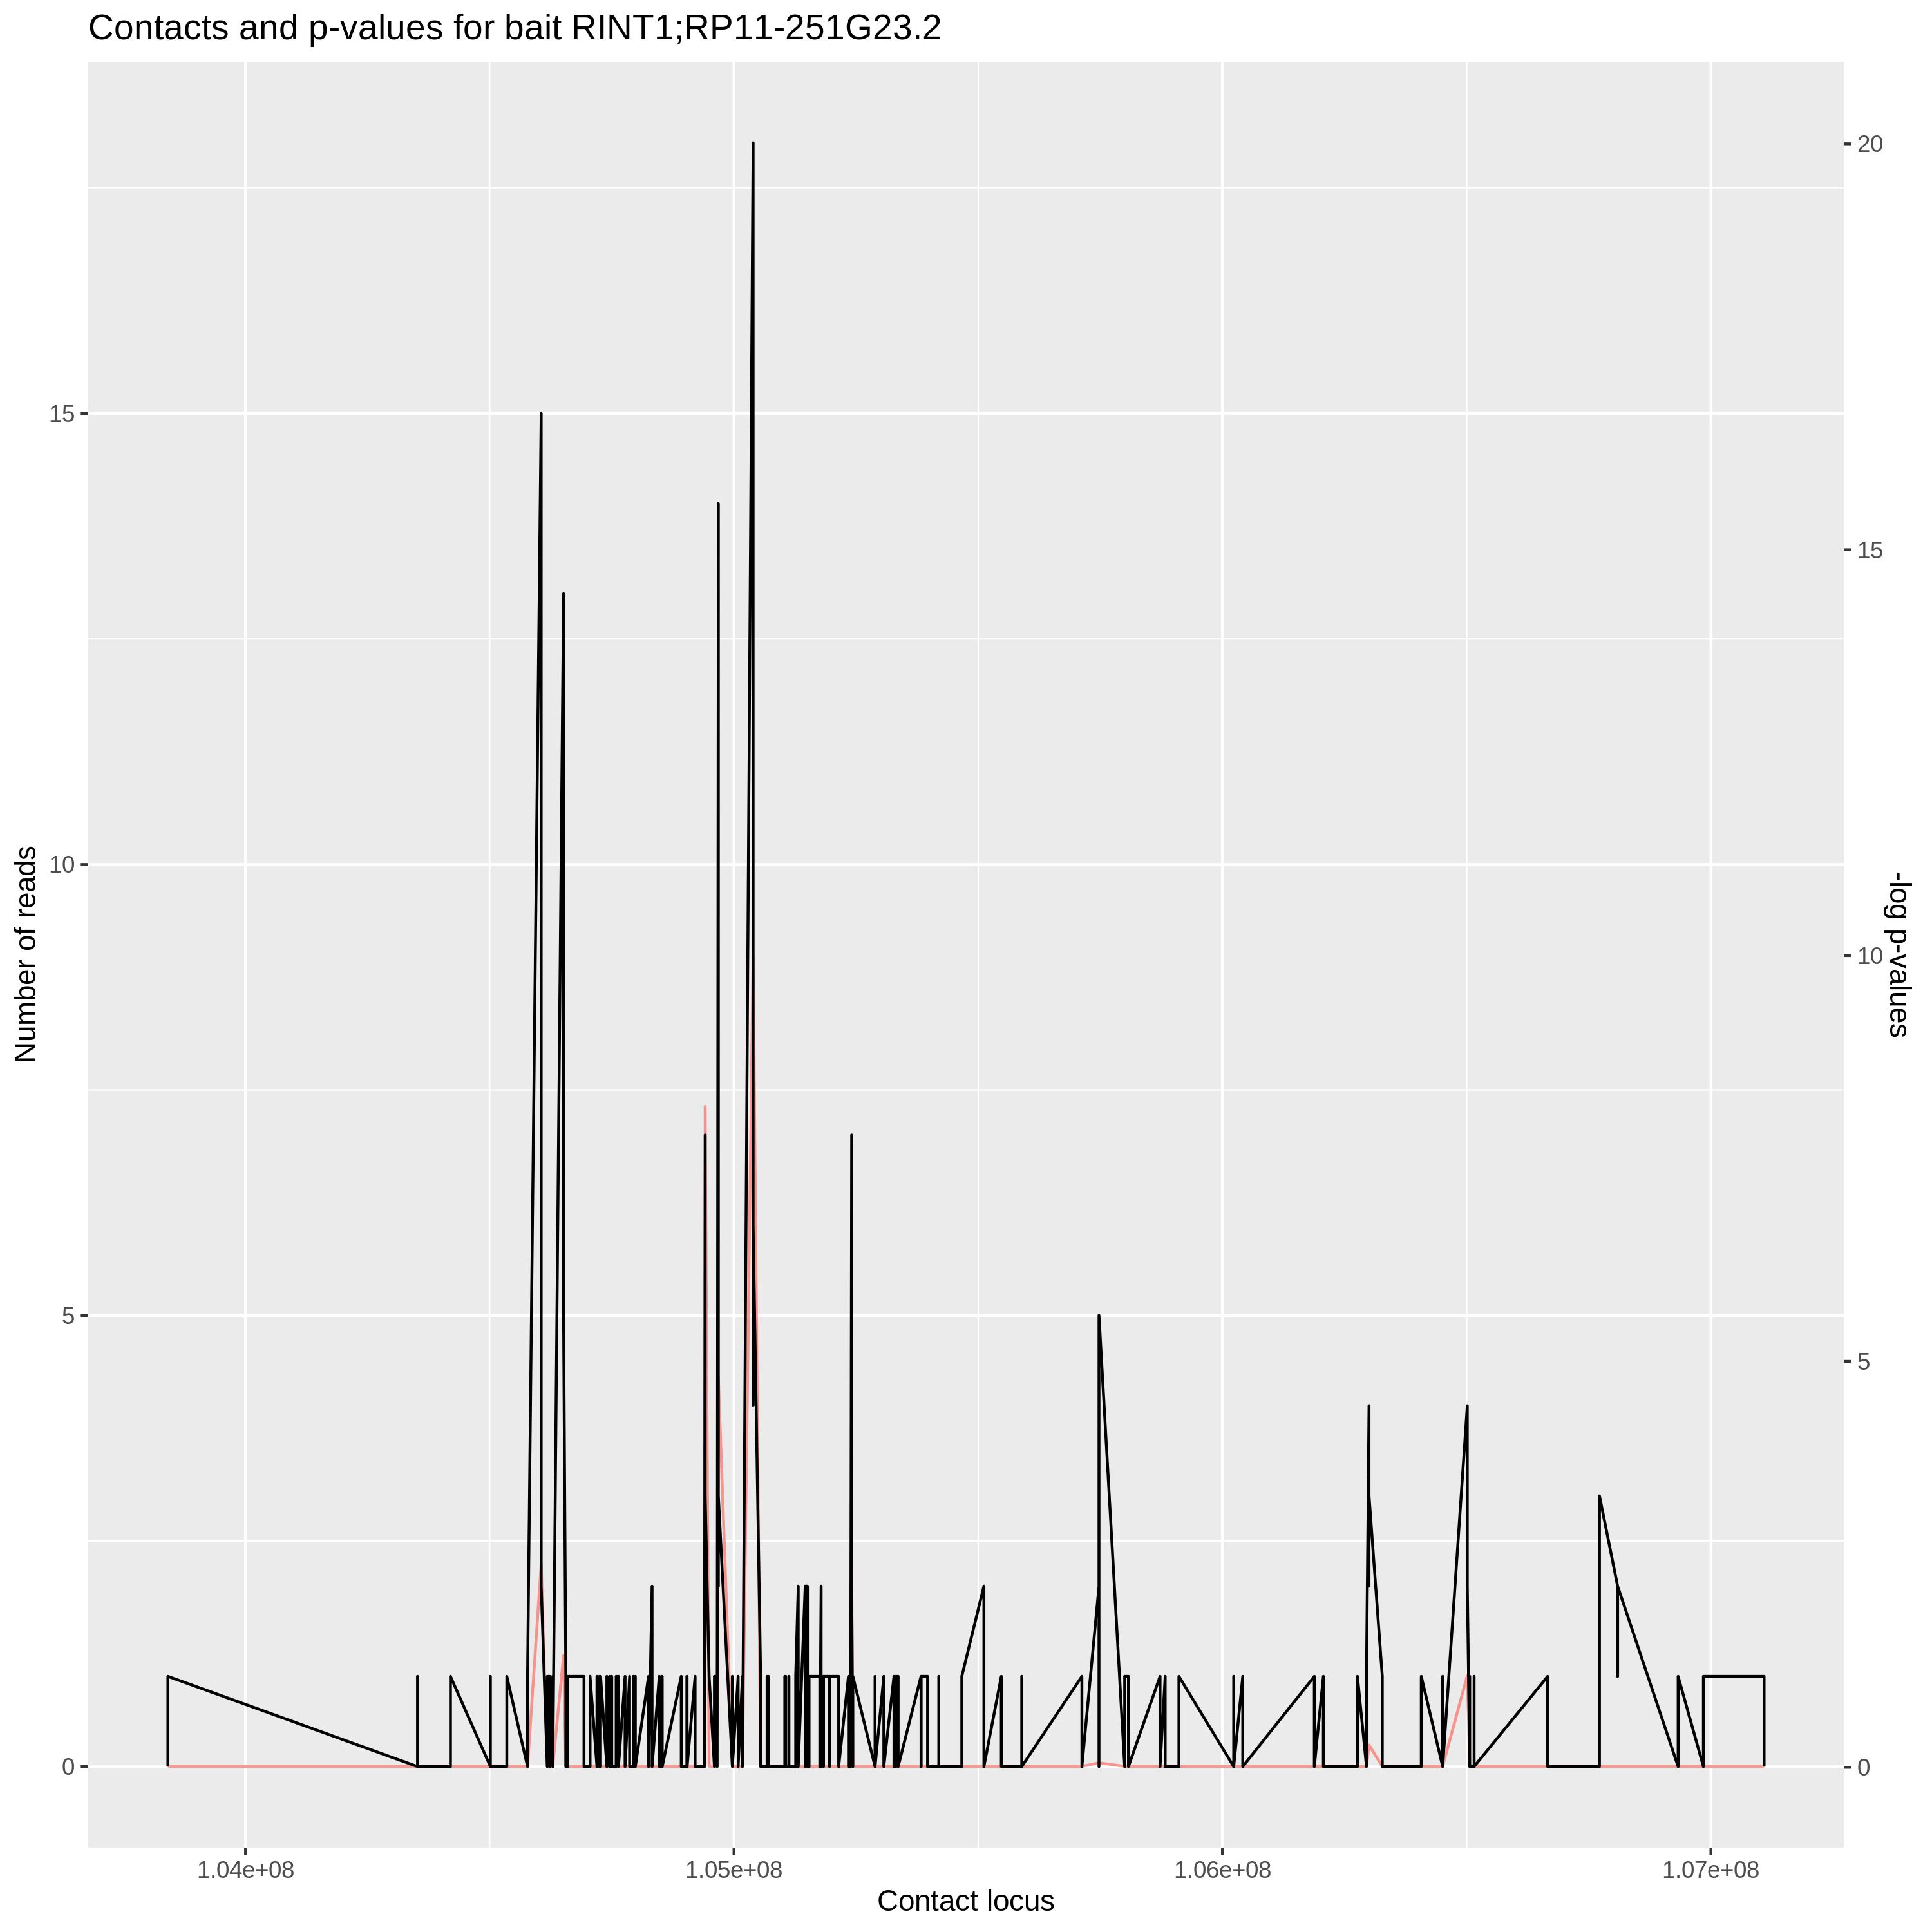 Contacts and p-values for bait RINT1;RP11-251G23.2
Number of reads
15
10
5
0
20
15
10
5
0
-log p-values
1.04e+08 1.05e+08 1.06e+08 1.07e+08
Contact locus